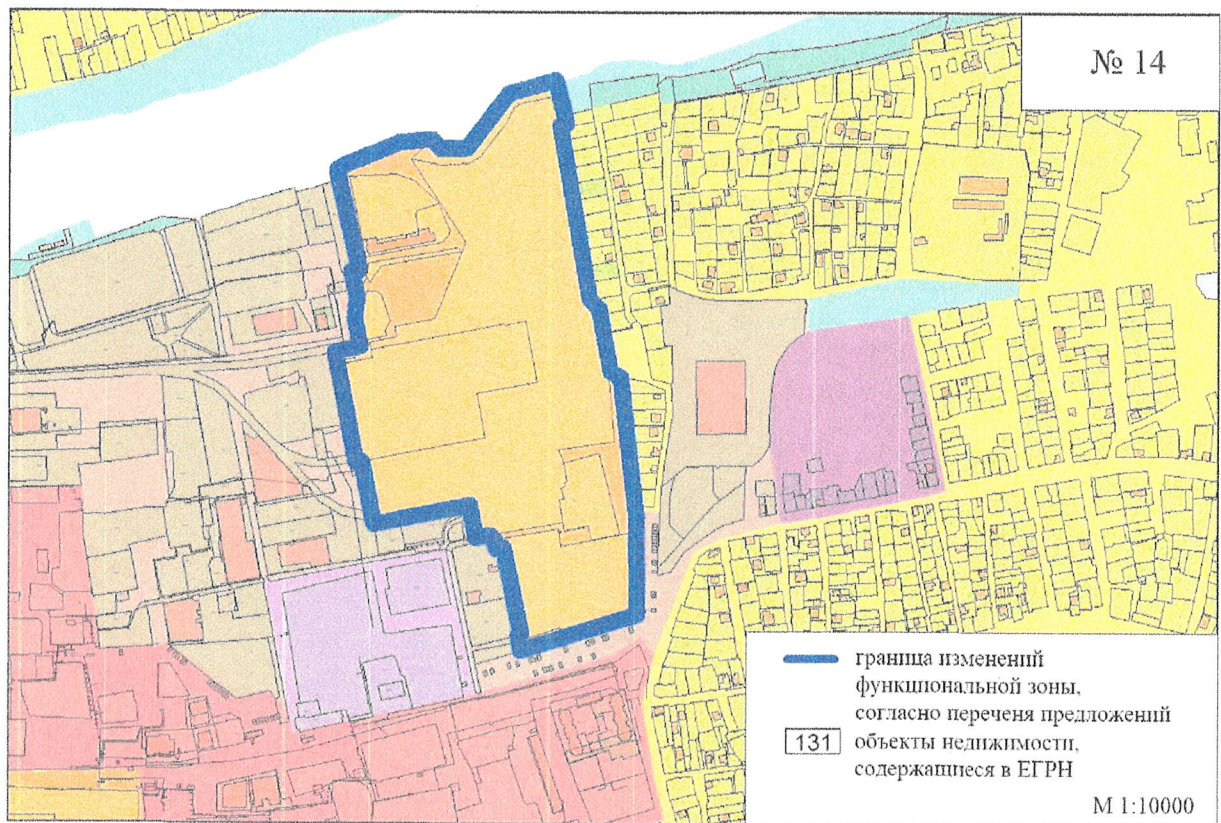 № 14
граница изменений
функциональной зоны,
согласно перечня предложений
131 объекты недвижимости,
содержащиеся в ЕГРН
М 1:10000